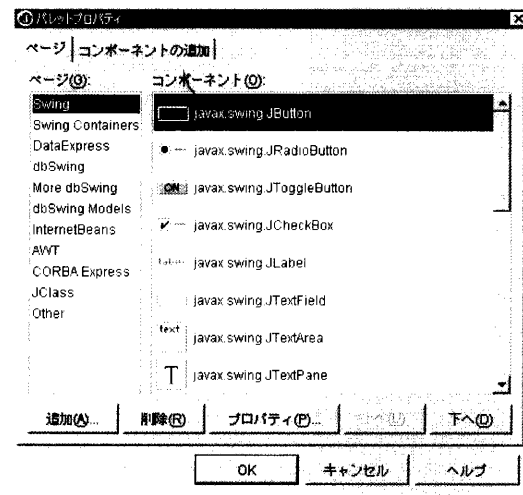 パレットプロパティ
ページ コンポーネントの追加
ページ(G): コンポーネント(O):
Swing
Swing Containers
DataExpress
dbSwing
More dbSwing
dbSwing Models
InternetBeans
AWT
CORBA Express
JClass
Other
javax.swing.JButton
javax.swing.JRadioButton
ON javax.swing.JToggleButton
javax.swing.JCheckBox
javax.swing.JLabel
javax.swing.JTextField
text javax.swing.JTextArea
T javax.swing.JTextPane
追加(A)... 削除(R) プロパティ(P)... 下へ(D)
OK キャンセル ヘルプ